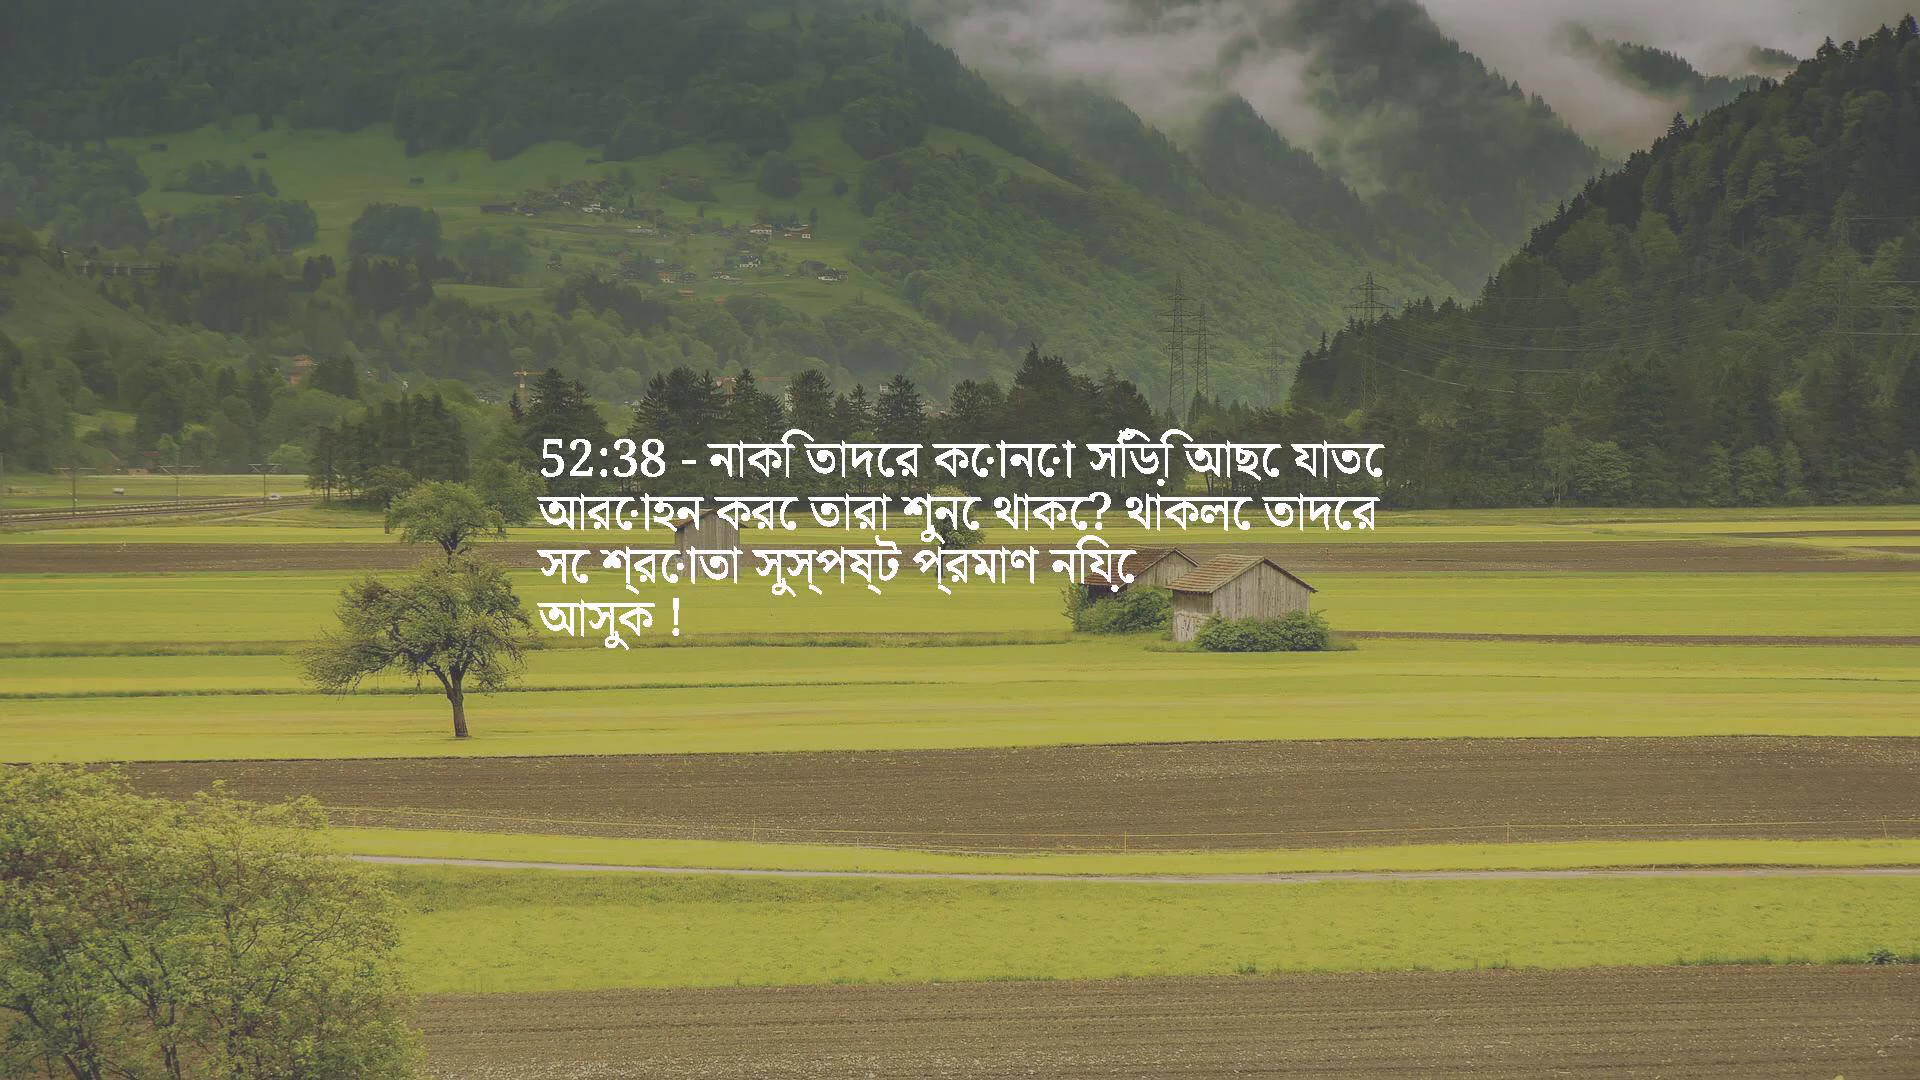 52:38 - নাকি তাদের কোনো সিঁড়ি আছে যাতে
আরোহন করে তারা শুনে থাকে? থাকলে তাদের
সে শ্রোতা সুস্পষ্ট প্রমাণ নিয়ে
আসুক !